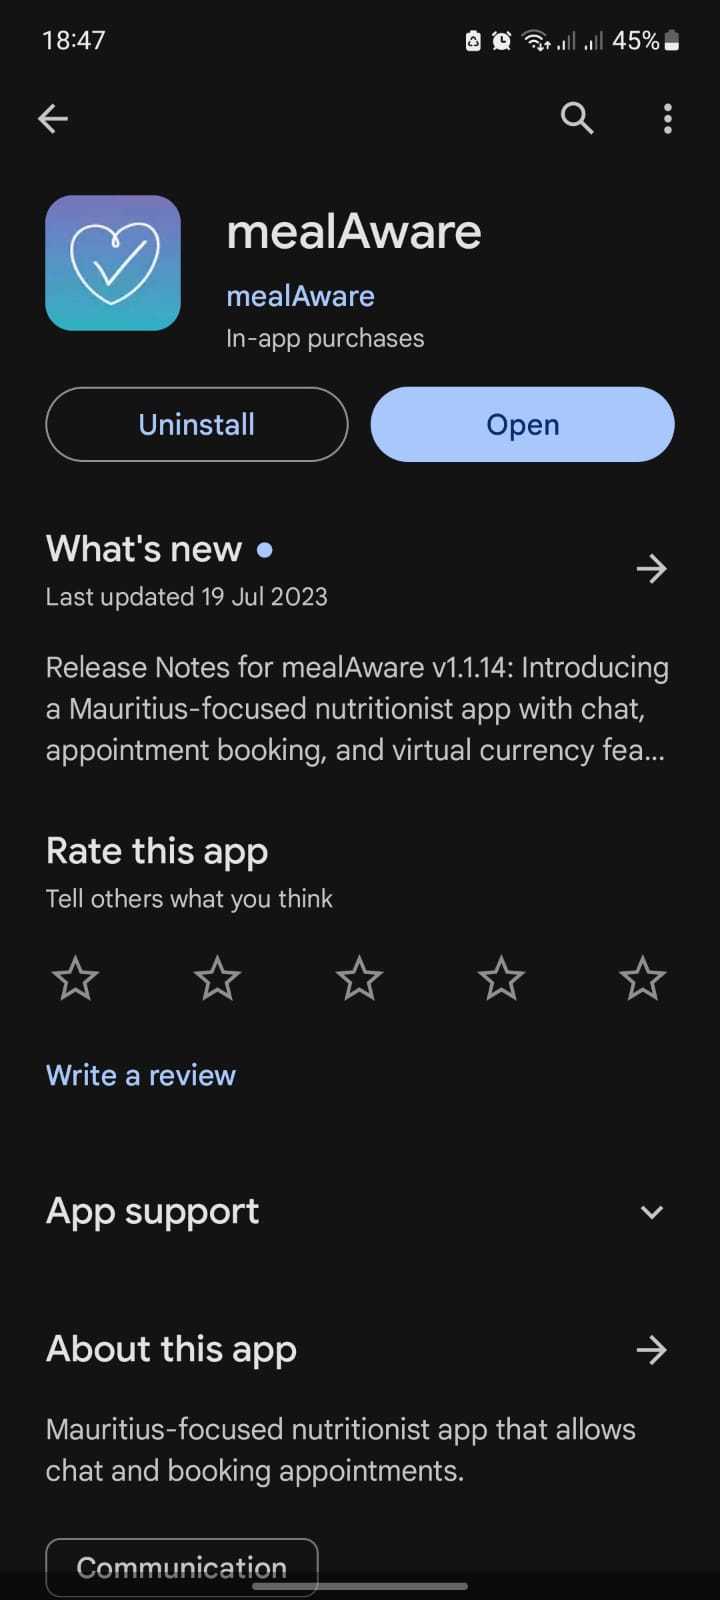 18:47
45%
mealAware
mealAware
In-app purchases
Uninstall
Open
What's new
Last updated 19 Jul 2023
Release Notes for mealAware v1.1.14: Introducing
a Mauritius-focused nutritionist app with chat,
appointment booking, and virtual currency fea...
Rate this app
Tell others what you think
Write a review
App support
About this app
Mauritius-focused nutritionist app that allows
chat and booking appointments.
Communication